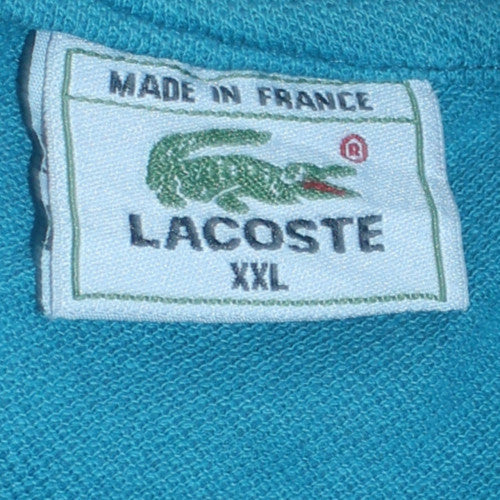 MADE IN FRANCE
®
LACOSTE
XXL